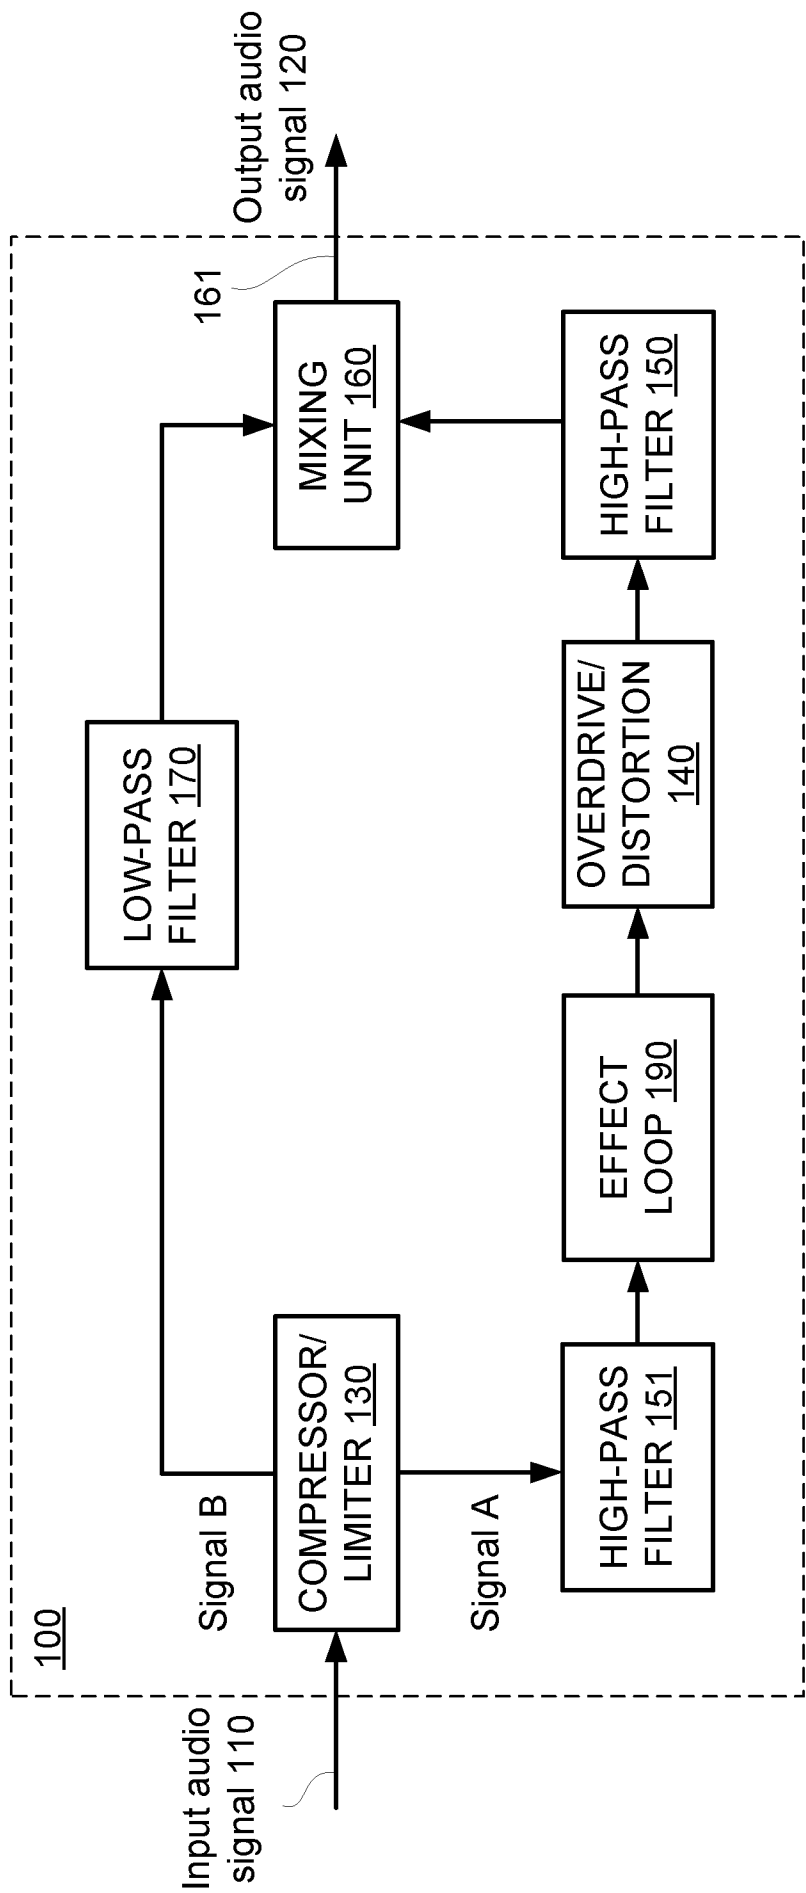 100
Input audio
signal 110
COMPRESSOR/
LIMITER 130
Signal B
Signal A
LOW-PASS
FILTER 170
HIGH-PASS
FILTER 151
EFFECT
LOOP 190
OVERDRIVE/
DISTORTION
140
HIGH-PASS
FILTER 150
MIXING
UNIT 160
161
Output audio
signal 120